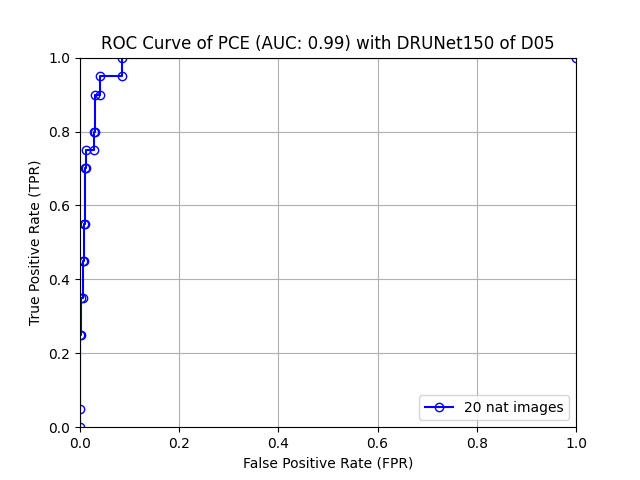 ROC Curve of PCE (AUC: 0.99) with DRUNet150 of D05
True Positive Rate (TPR)
1.0
0.8
0.6
0.4
0.2
0.0
20 nat images
0.0 0.2 0.4 0.6 0.8 1.0
False Positive Rate (FPR)